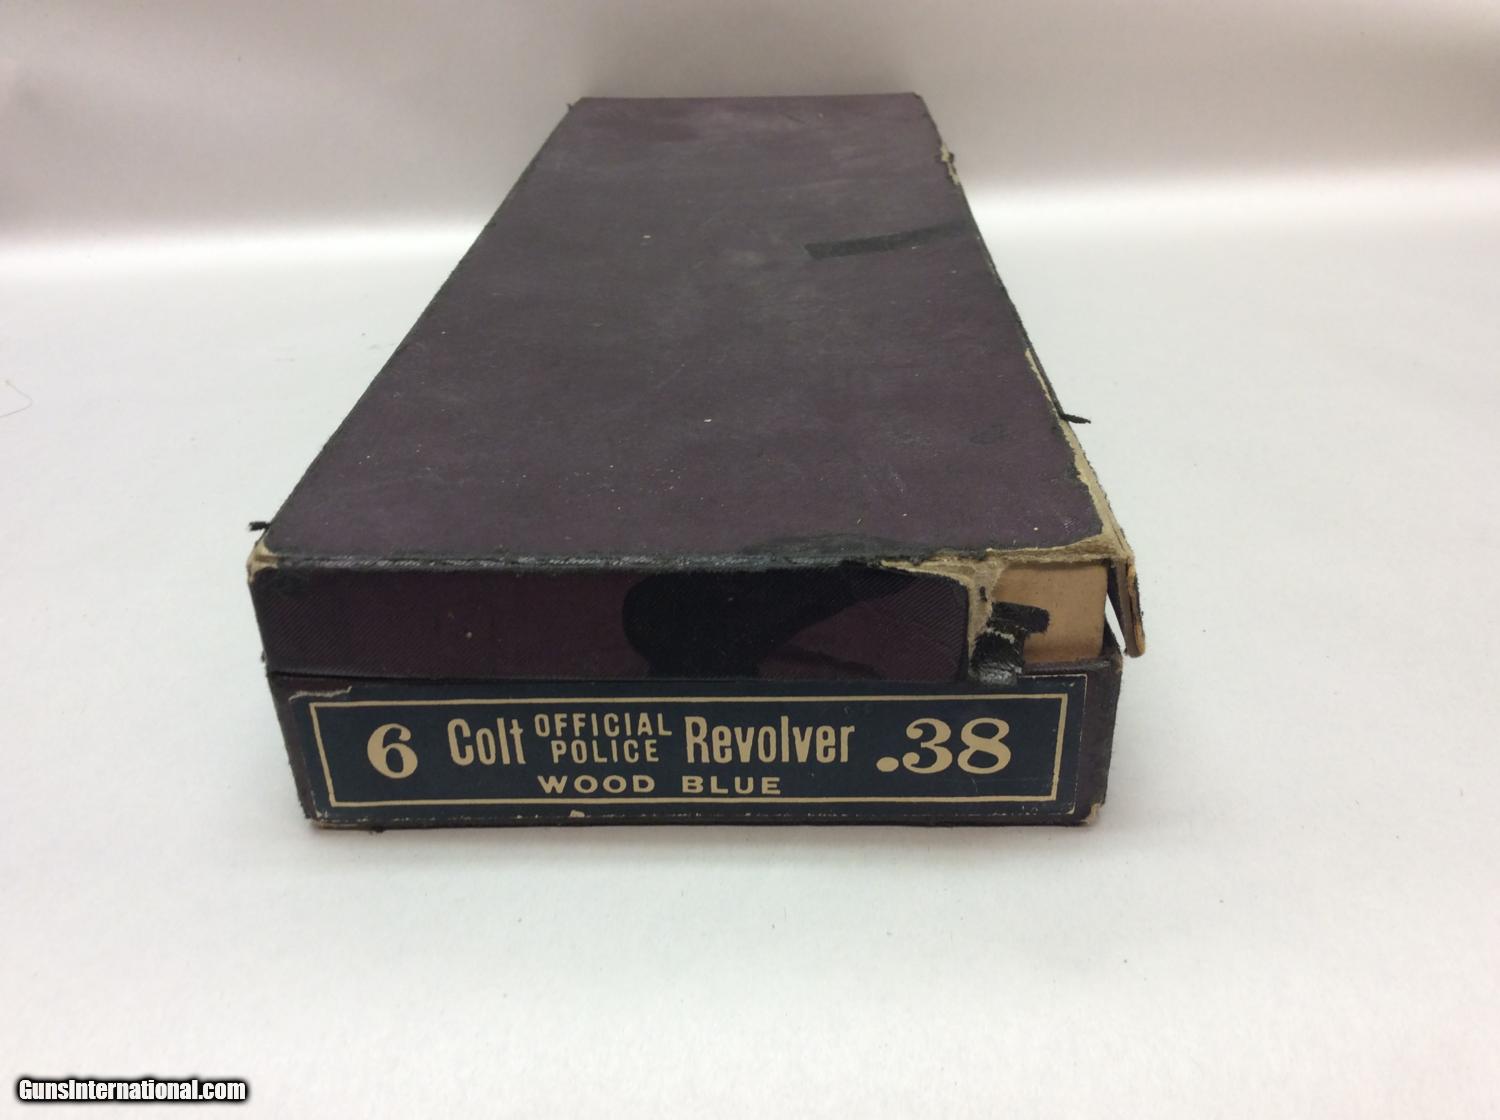 6 Colt OFFICIAL POLICE Revolver .38
WOOD BLUE
GunsInternational.com